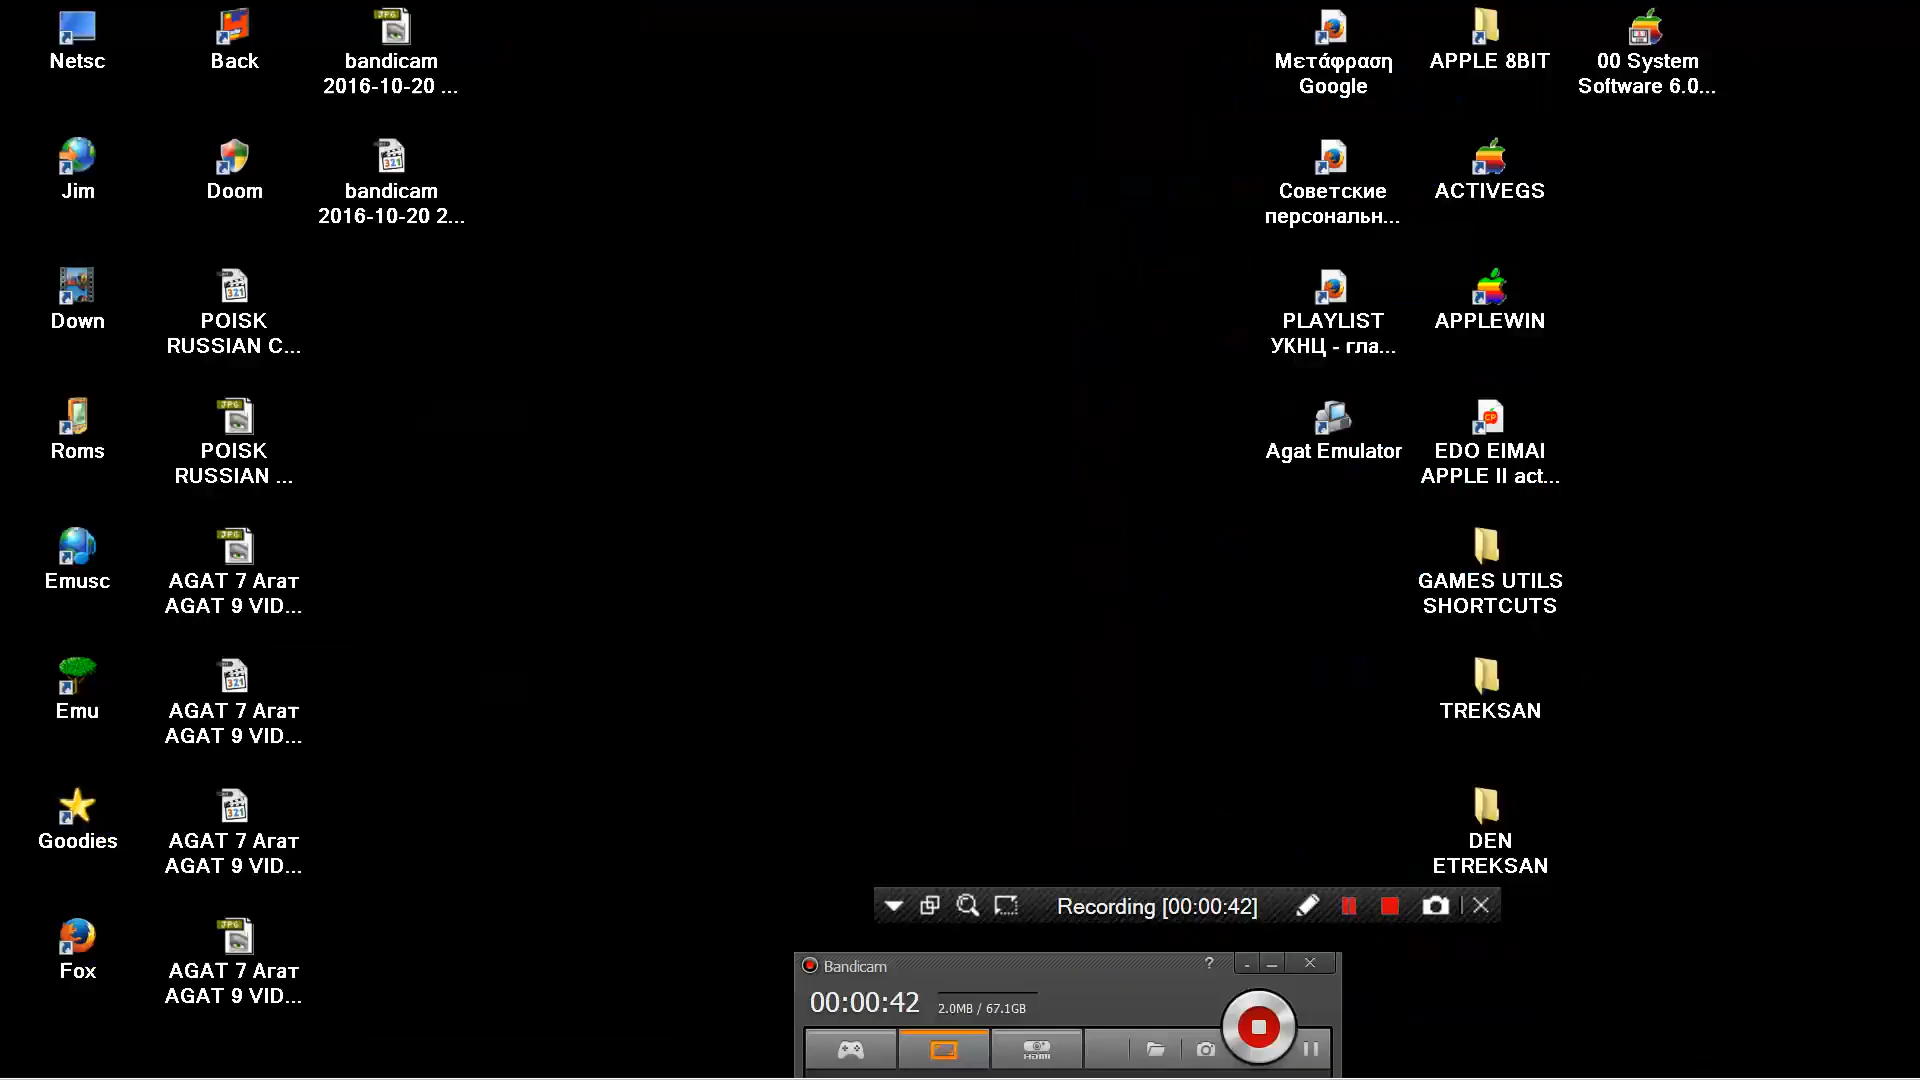 Netsc
Back
bandicam
2016-10-20 ...
Μετάφραση
Google
APPLE 8BIT
00 System
Software 6.0...
Jim
Doom
bandicam
2016-10-20 2...
Советские
персональн...
ACTIVEGS
Down
POISK
RUSSIAN C...
PLAYLIST
УКНЦ - гла...
APPLEWIN
Roms
POISK
RUSSIAN ...
Agat Emulator
EDO EIMAI
APPLE II act...
Emusc
AGAT 7 Агат
AGAT 9 VID...
GAMES UTILS
SHORTCUTS
Emu
AGAT 7 Агат
AGAT 9 VID...
TREKSAN
Goodies
AGAT 7 Агат
AGAT 9 VID...
DEN
ETREKSAN
Recording [00:00:42]
Fox
AGAT 7 Агат
AGAT 9 VID...
Bandicam
00:00:42
2.0MB / 67.1GB
HDMI